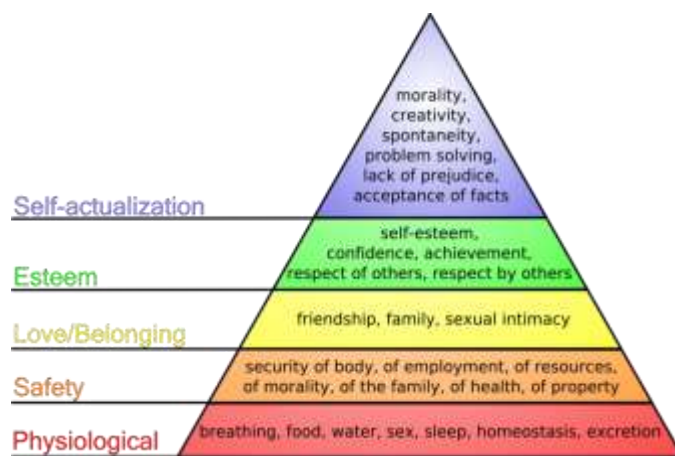 morality,
creativity,
spontaneity,
problem solving,
lack of prejudice,
acceptance of facts
Self-actualization
self-esteem,
confidence, achievement,
respect of others, respect by others
Esteem
friendship, family, sexual intimacy
Love/Belonging
security of body, of employment, of resources,
of morality, of the family, of health, of property
Safety
breathing, food, water, sex, sleep, homeostasis, excretion
Physiological